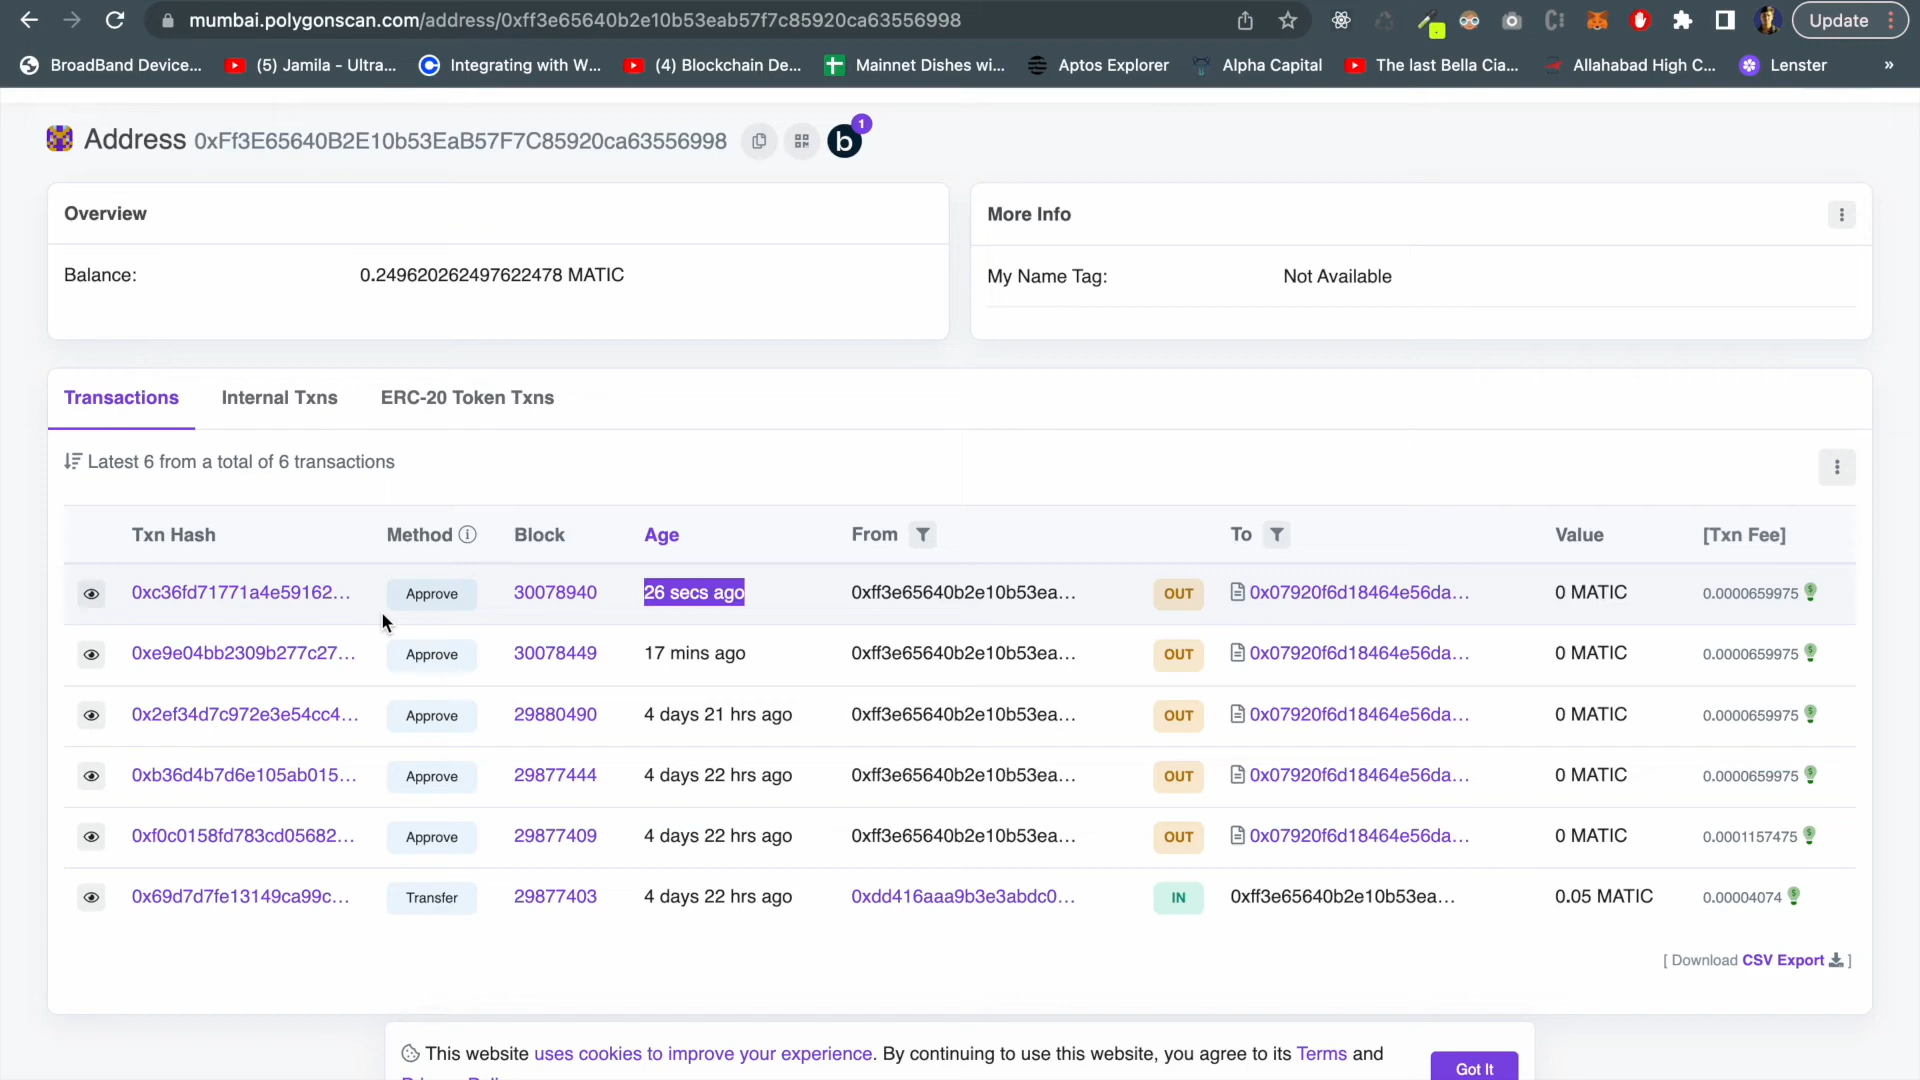 mumbai.polygonscan.com/address/0xff3e65640b2e10b53eab57f7c85920ca63556998
Update
BroadBand Device...
(5) Jamila - Ultra...
Integrating with W...
(4) Blockchain De...
Mainnet Dishes wi...
Aptos Explorer
Alpha Capital
The last Bella Cia...
Allahabad High C...
Lenster
»
Address 0xFf3E65640B2E10b53EaB57F7C85920ca63556998
b 1
Overview
Balance: 0.249620262497622478 MATIC
More Info
My Name Tag: Not Available
Transactions Internal Txns ERC-20 Token Txns
Latest 6 from a total of 6 transactions
Txn Hash Method Block Age From To Value [Txn Fee]
0xc36fd71771a4e59162... Approve 30078940 26 secs ago 0xff3e65640b2e10b53ea... OUT 0x07920f6d18464e56da... 0 MATIC 0.0000659975
0xe9e04bb2309b277c27... Approve 30078449 17 mins ago 0xff3e65640b2e10b53ea... OUT 0x07920f6d18464e56da... 0 MATIC 0.0000659975
0x2ef34d7c972e3e54cc4... Approve 29880490 4 days 21 hrs ago 0xff3e65640b2e10b53ea... OUT 0x07920f6d18464e56da... 0 MATIC 0.0000659975
0xb36d4b7d6e105ab015... Approve 29877444 4 days 22 hrs ago 0xff3e65640b2e10b53ea... OUT 0x07920f6d18464e56da... 0 MATIC 0.0000659975
0xf0c0158fd783cd05682... Approve 29877409 4 days 22 hrs ago 0xff3e65640b2e10b53ea... OUT 0x07920f6d18464e56da... 0 MATIC 0.0001157475
0x69d7d7fe13149ca99c... Transfer 29877403 4 days 22 hrs ago 0xdd416aaa9b3e3abdc0... IN 0xff3e65640b2e10b53ea... 0.05 MATIC 0.00004074
[ Download CSV Export ]
This website uses cookies to improve your experience. By continuing to use this website, you agree to its Terms and
Got It